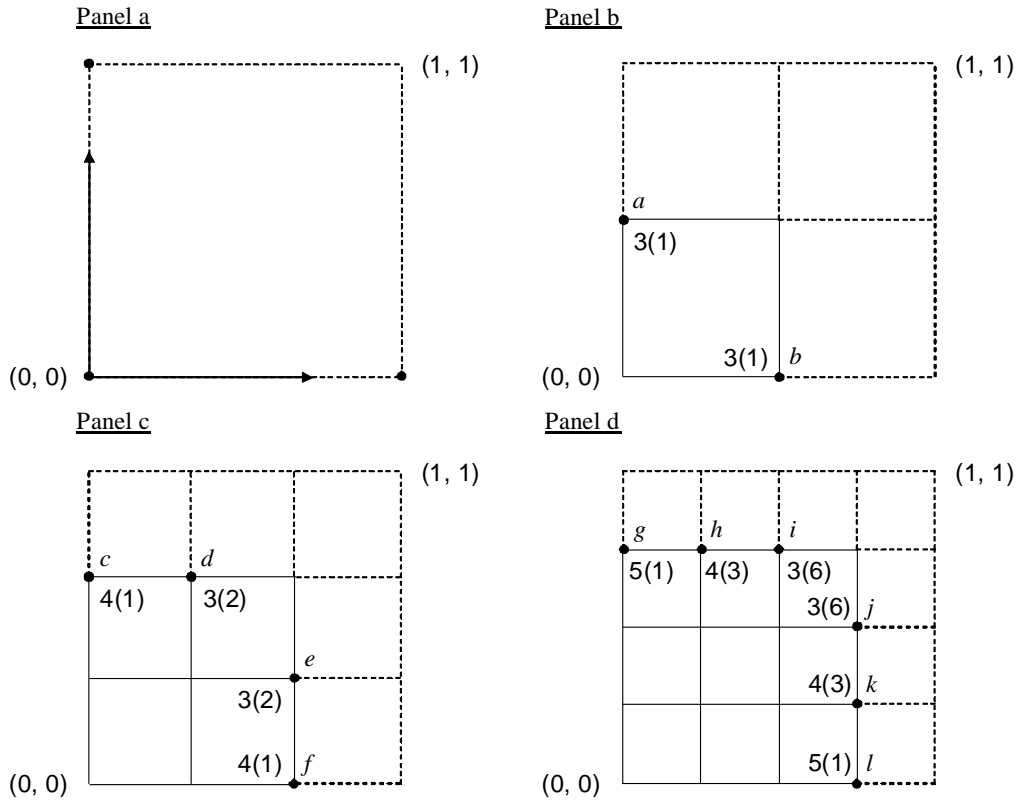 Panel a
(1, 1)
(0, 0)
Panel b
(1, 1)
a
3(1)
3(1) b
(0, 0)
Panel c
(1, 1)
c d
4(1) 3(2)
e
3(2)
4(1) f
(0, 0)
Panel d
(1, 1)
g h i
5(1) 4(3) 3(6)
3(6) j
4(3) k
5(1) l
(0, 0)